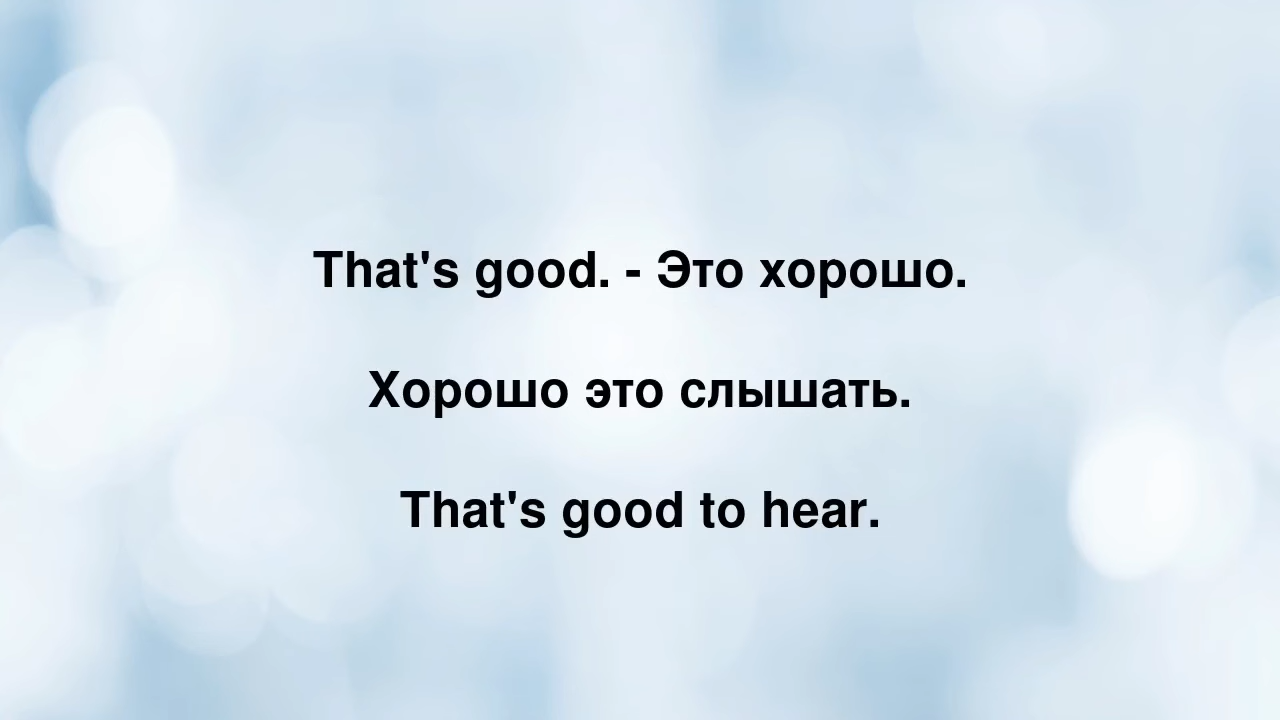 That's good. - Это хорошо.
Хорошо это слышать.
That's good to hear.